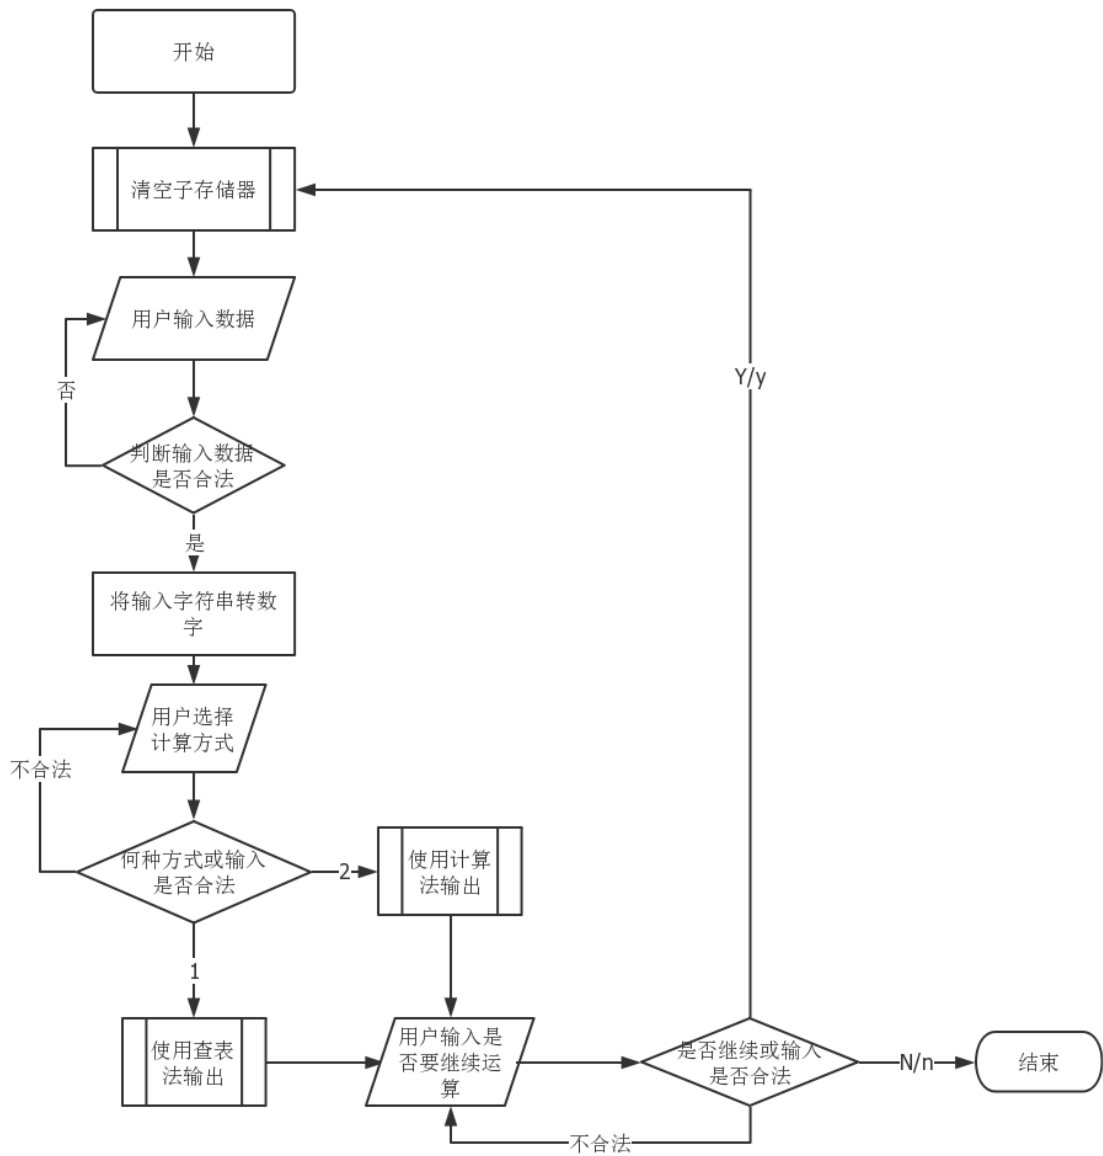 开始
清空子存储器
用户输入数据
否
Y/y
判断输入数据
是否合法
是
将输入字符串转数
字
用户选择
计算方式
不合法
何种方式或输入
是否合法
2
使用计算
法输出
1
使用查表
法输出
用户输入是
否要继续运
算
是否继续或输入
是否合法
N/n
结束
不合法